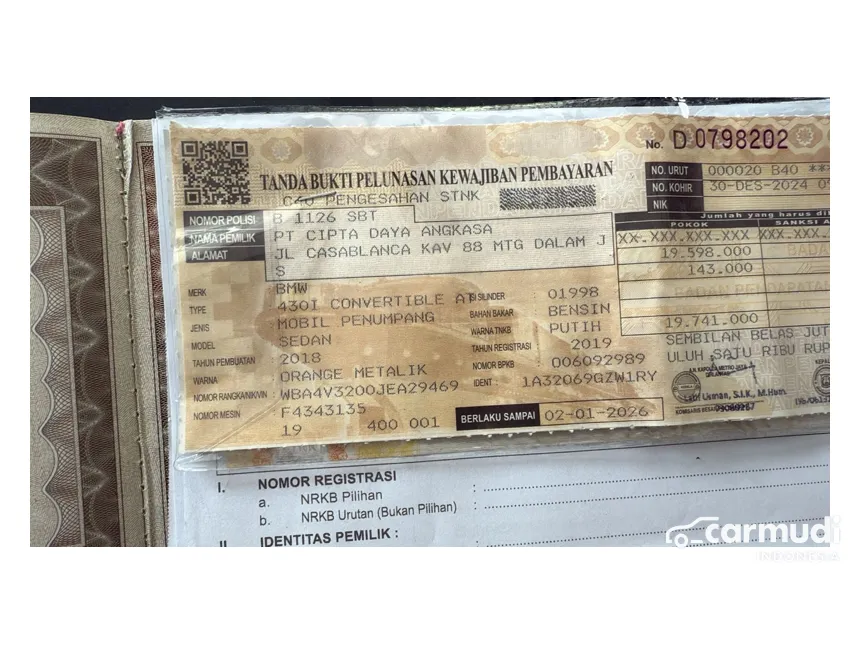 No. D 0798202
TANDA BUKTI PELUNASAN KEWAJIBAN PEMBAYARAN
PENGESAHAN STNK
NO. URUT 000020 B40 **
NO. KOHIR 30-DES-2024
NIK
NOMOR POLISI B 1126 SBT
NAMA PEMILIK PT CIPTA DAYA ANGKASA
ALAMAT JL CASABLANCA KAV 88 MTG DALAM J
S
Jumlah yang harus di
POKOK SANKSI A
XX.XXX.XXX.XXX XXX.XXX.XXX
19.598.000
143.000
19.741.000
SEMBILAN BELAS JUT
ULUH SATU RIBU RUP
MERK : BMW
TYPE : 430I CONVERTIBLE AT
JENIS : MOBIL PENUMPANG
MODEL : SEDAN
TAHUN PEMBUATAN : 2018
WARNA : ORANGE METALIK
NOMOR RANGKA/NIK/VIN : WBA4V3200JEA29469
NOMOR MESIN : F4343135
19 400 001
ISI SILINDER : 01998
BAHAN BAKAR : BENSIN
WARNA TNKB : PUTIH
TAHUN REGISTRASI : 2019
NOMOR BPKB : 006092989
IDENT : 1A32069GZW1RY
BERLAKU SAMPAI 02-01-2026
Usman, S.I.K., M.Hum.
I. NOMOR REGISTRASI
a. NRKB Pilihan :
b. NRKB Urutan (Bukan Pilihan) :
II. IDENTITAS PEMILIK :
carmudi
INDONESIA